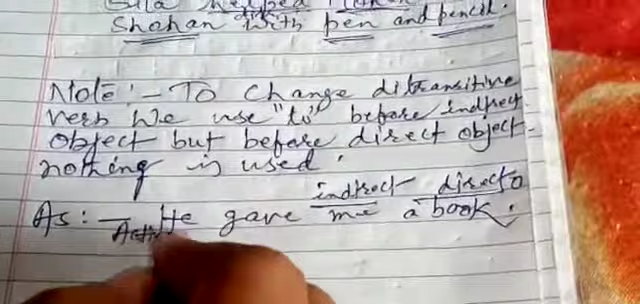 helped
Shohan with pen and pencil.
Note:- To change ditransitive
verb we use "to" before indirect
object but before direct object
nothing is used.
indirect direct o
As: - He gave me a book.